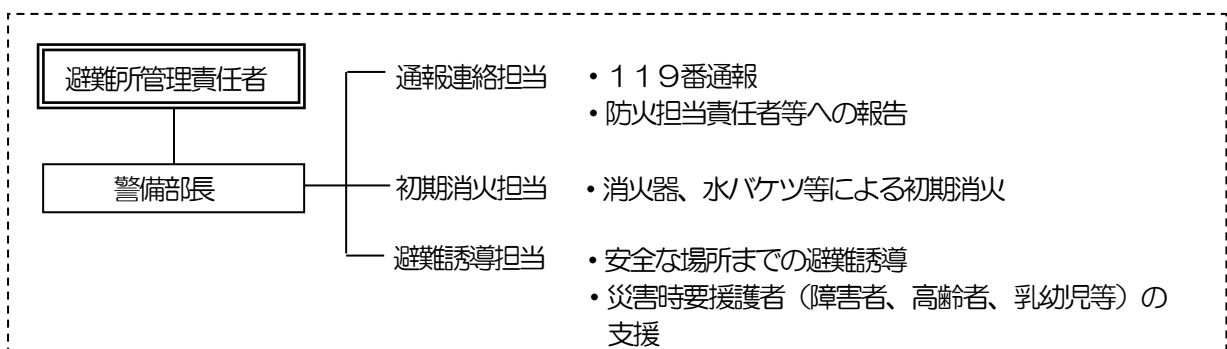 避難所管理責任者
通報連絡担当 ・１１９番通報
・防火担当責任者等への報告
警備部長
初期消火担当 ・消火器、水バケツ等による初期消火
避難誘導担当 ・安全な場所までの避難誘導
・災害時要援護者（障害者、高齢者、乳幼児等）の
支援